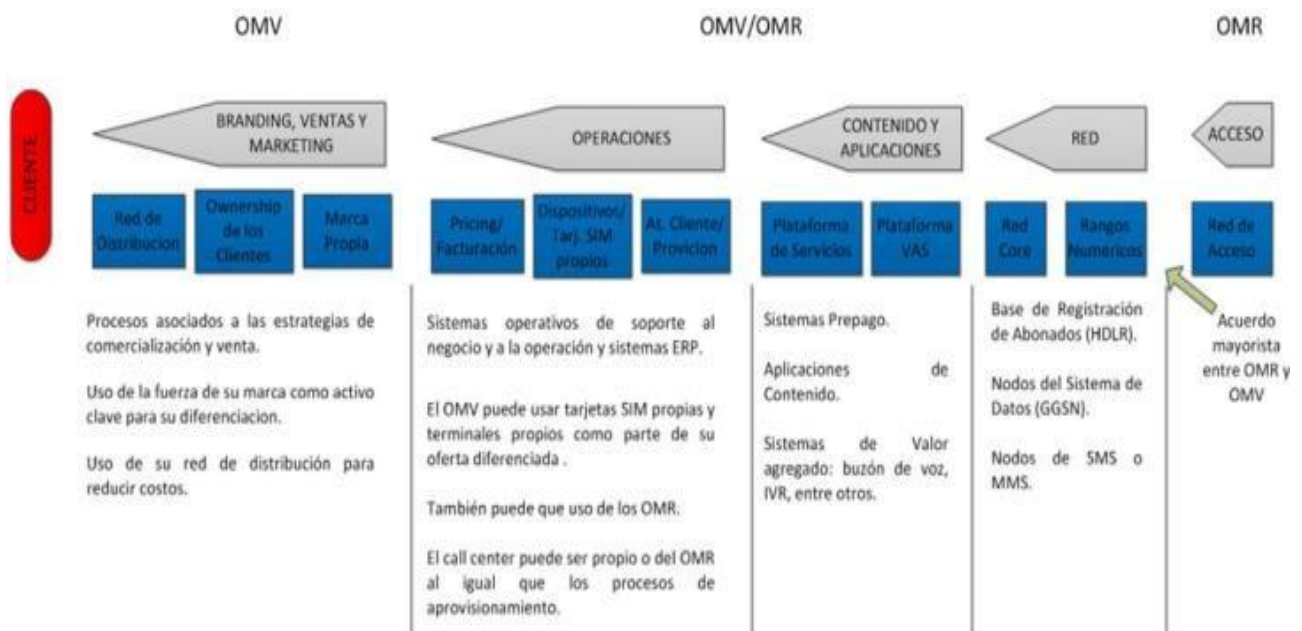 OMV
OMV/OMR
OMR
CLIENTE
BRANDING, VENTAS Y
MARKETING
OPERACIONES
CONTENIDO Y
APLICACIONES
RED
ACCESO
Red de
Distribucion
Ownership
de los
Clientes
Marca
Propia
Pricing/
Facturación
Dispositivos/
Tarj. SIM
propios
At. Cliente/
Provicion
Plataforma
de Servicios
Plataforma
VAS
Red
Core
Rangos
Numéricos
Red de
Acceso
Procesos asociados a las estrategias de
comercialización y venta.
Uso de la fuerza de su marca como activo
clave para su diferenciacion.
Uso de su red de distribución para
reducir costos.
Sistemas operativos de soporte al
negocio y a la operación y sistemas ERP.
El OMV puede usar tarjetas SIM propias y
terminales propios como parte de su
oferta diferenciada .
También puede que uso de los OMR.
El call center puede ser propio o del OMR
al igual que los procesos de
aprovisionamiento.
Sistemas Prepago.
Aplicaciones de
Contenido.
Sistemas de Valor
agregado: buzón de voz,
IVR, entre otros.
Base de Registración
de Abonados (HDLR).
Nodos del Sistema de
Datos (GGSN).
Nodos de SMS o
MMS.
Acuerdo
mayorista
entre OMR y
OMV